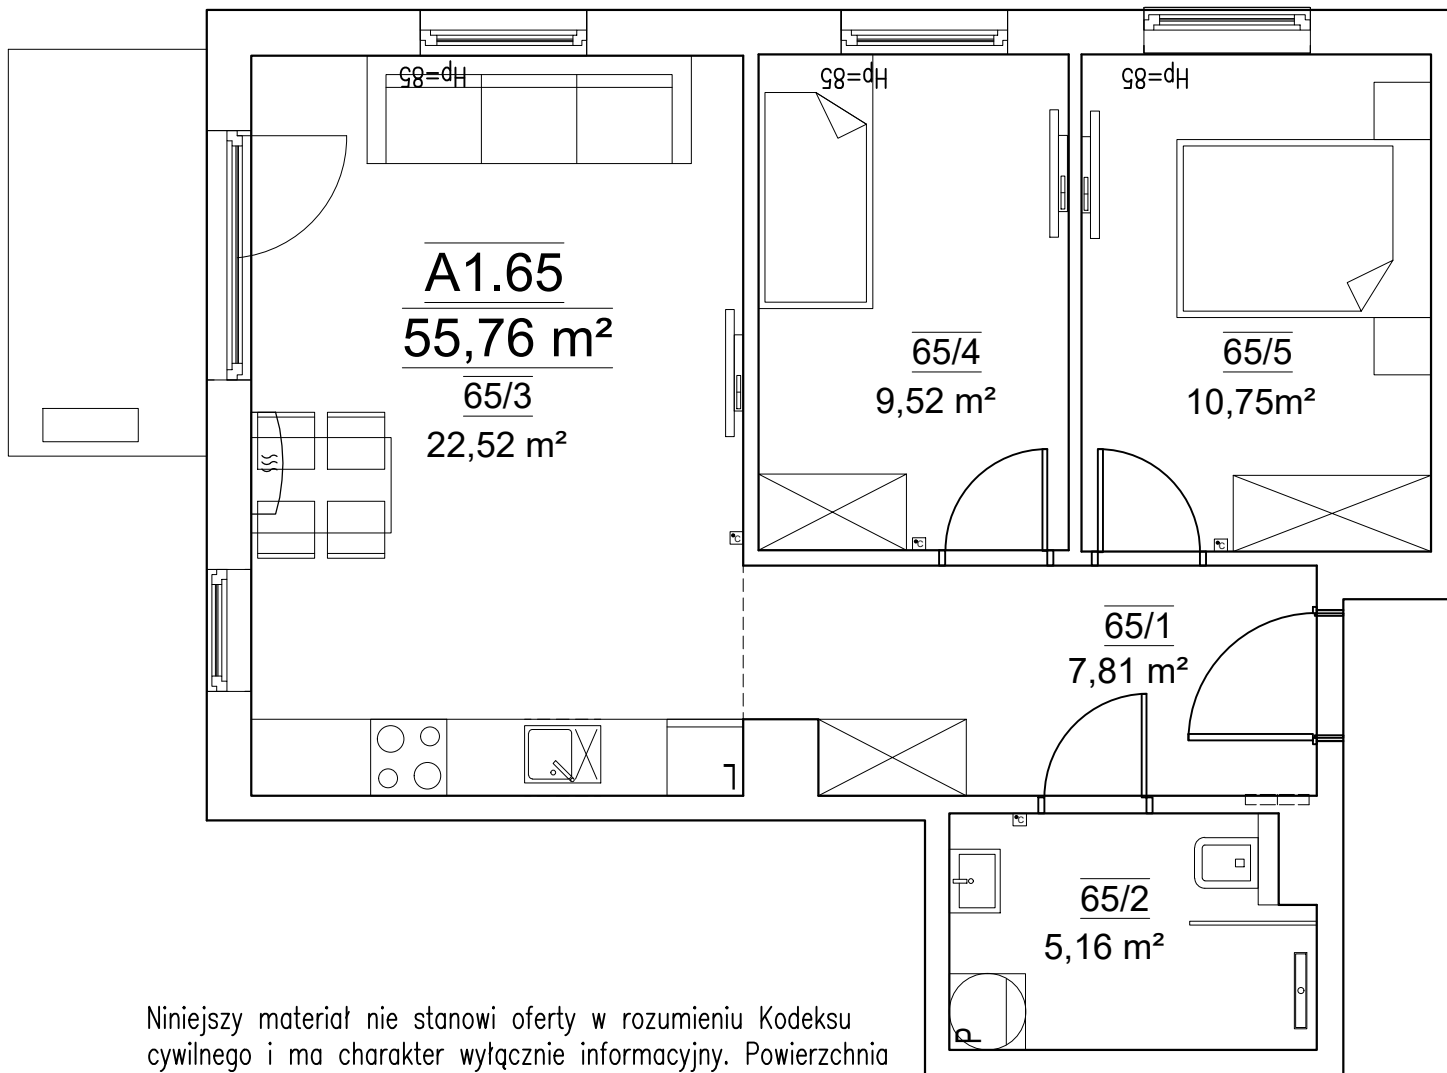 Hp=85
Hp=85
Hp=85
A1.65
55,76 m²
65/3
22,52 m²
65/4
9,52 m²
65/5
10,75m²
°C
°C
°C
65/1
7,81 m²
L
°C
65/2
5,16 m²
P
Niniejszy materiał nie stanowi oferty w rozumieniu Kodeksu
cywilnego i ma charakter wyłącznie informacyjny. Powierzchnia